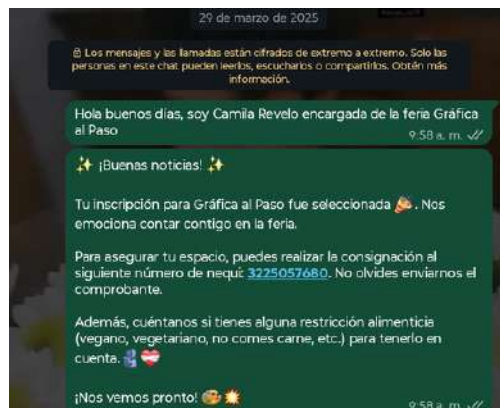 29 de marzo de 2025
🔒 Los mensajes y las llamadas están cifrados de extremo a extremo. Solo las
personas en este chat pueden leerlos, escucharlos o compartirlos. Obtén más
información.
Hola buenos días, soy Camila Revelo encargada de la feria Gráfica
al Paso
9:58 a. m.
✨ ¡Buenas noticias! ✨
Tu inscripción para Gráfica al Paso fue seleccionada 🎉. Nos
emociona contar contigo en la feria.
Para asegurar tu espacio, puedes realizar la consignación al
siguiente número de nequi: 3225057680. No olvides enviarnos el
comprobante.
Además, cuéntanos si tienes alguna restricción alimenticia
(vegano, vegetariano, no comes carne, etc.) para tenerlo en
cuenta.
¡Nos vemos pronto! 🎨💥
9:58 a. m.